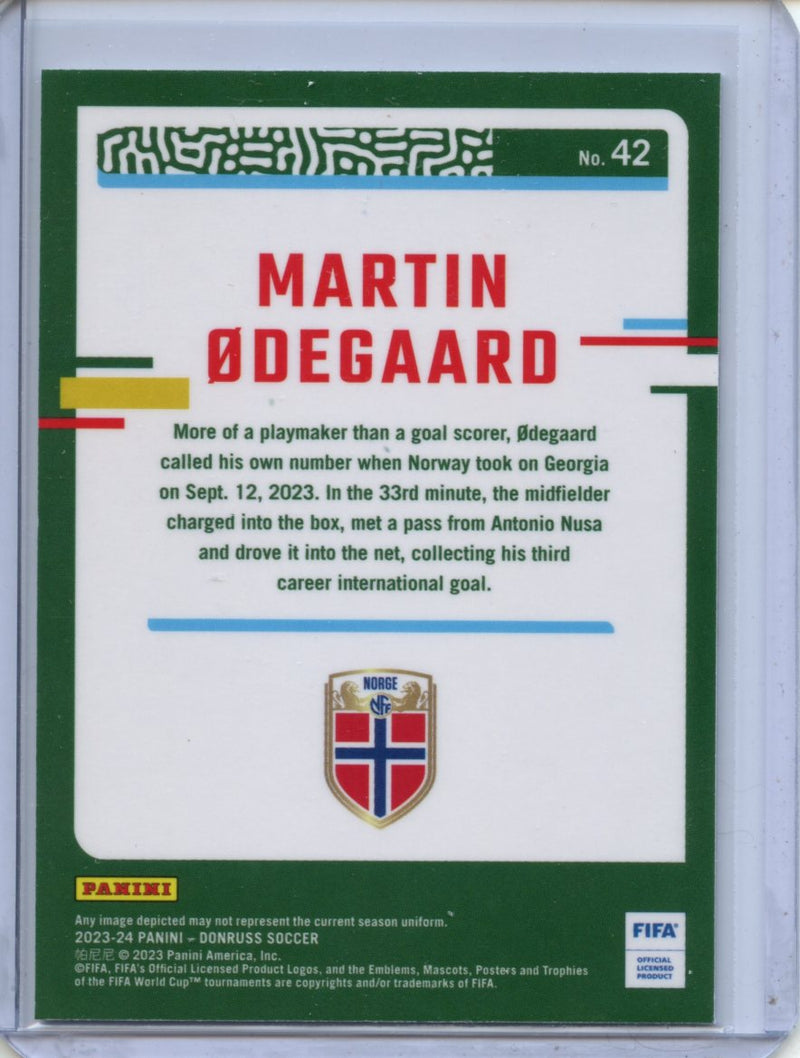 No. 42
MARTIN
ØDEGAARD
More of a playmaker than a goal scorer, Ødegaard
called his own number when Norway took on Georgia
on Sept. 12, 2023. In the 33rd minute, the midfielder
charged into the box, met a pass from Antonio Nusa
and drove it into the net, collecting his third
career international goal.
NORGE
NFF
PANINI
Any image depicted may not represent the current season uniform.
2023-24 PANINI – DONRUSS SOCCER
帕尼尼 © 2023 Panini America, Inc.
©FIFA, FIFA's Official Licensed Product Logos, and the Emblems, Mascots, Posters and Trophies
of the FIFA World Cup™ tournaments are copyrights and/or trademarks of FIFA.
FIFA®
OFFICIAL
LICENSED
PRODUCT